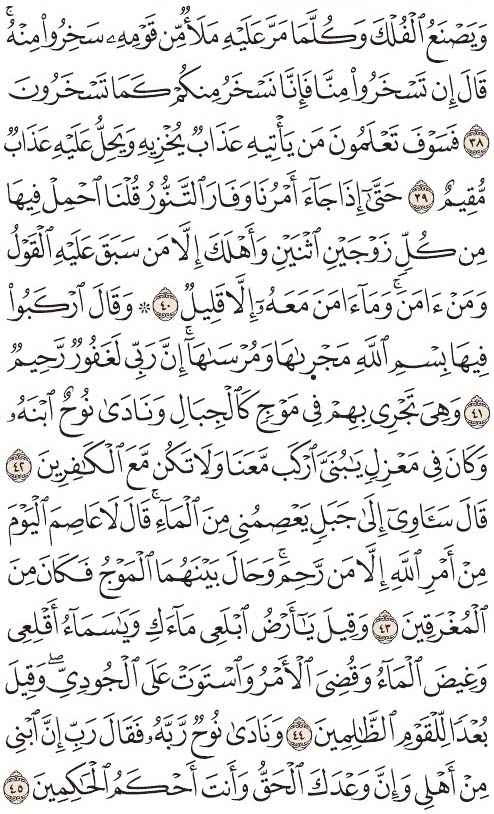 وَيَصْنَعُ ٱلْفُلْكَ وَكُلَّمَا مَرَّ عَلَيْهِ مَلَأٌ مِّن قَوْمِهِۦ سَخِرُوا۟ مِنْهُ ۚ
قَالَ إِن تَسْخَرُوا۟ مِنَّا فَإِنَّا نَسْخَرُ مِنكُمْ كَمَا تَسْخَرُونَ
٣٨ فَسَوْفَ تَعْلَمُونَ مَن يَأْتِيهِ عَذَابٌ يُخْزِيهِ وَيَحِلُّ عَلَيْهِ عَذَابٌ
مُّقِيمٌ ٣٩ حَتَّىٰٓ إِذَا جَآءَ أَمْرُنَا وَفَارَ ٱلتَّنُّورُ قُلْنَا ٱحْمِلْ فِيهَا
مِن كُلٍّ زَوْجَيْنِ ٱثْنَيْنِ وَأَهْلَكَ إِلَّا مَن سَبَقَ عَلَيْهِ ٱلْقَوْلُ
وَمَنْ ءَامَنَ ۚ وَمَآ ءَامَنَ مَعَهُۥٓ إِلَّا قَلِيلٌ ٤٠ ۞ وَقَالَ ٱرْكَبُوا۟
فِيهَا بِسْمِ ٱللَّهِ مَجْر۪ىٰهَا وَمُرْسَىٰهَآ ۚ إِنَّ رَبِّى لَغَفُورٌ رَّحِيمٌ
٤١ وَهِىَ تَجْرِى بِهِمْ فِى مَوْجٍ كَٱلْجِبَالِ وَنَادَىٰ نُوحٌ ٱبْنَهُۥ
وَكَانَ فِى مَعْزِلٍ يَـٰبُنَىَّ ٱرْكَب مَّعَنَا وَلَا تَكُن مَّعَ ٱلْكَـٰفِرِينَ ٤٢
قَالَ سَـَٔاوِىٓ إِلَىٰ جَبَلٍ يَعْصِمُنِى مِنَ ٱلْمَآءِ ۚ قَالَ لَا عَاصِمَ ٱلْيَوْمَ
مِنْ أَمْرِ ٱللَّهِ إِلَّا مَن رَّحِمَ ۚ وَحَالَ بَيْنَهُمَا ٱلْمَوْجُ فَكَانَ مِنَ
ٱلْمُغْرَقِينَ ٤٣ وَقِيلَ يَـٰٓأَرْضُ ٱبْلَعِى مَآءَكِ وَيَـٰسَمَآءُ أَقْلِعِى
وَغِيضَ ٱلْمَآءُ وَقُضِىَ ٱلْأَمْرُ وَٱسْتَوَتْ عَلَى ٱلْجُودِىِّ ۖ وَقِيلَ
بُعْدًا لِّلْقَوْمِ ٱلظَّـٰلِمِينَ ٤٤ وَنَادَىٰ نُوحٌ رَّبَّهُۥ فَقَالَ رَبِّ إِنَّ ٱبْنِى
مِنْ أَهْلِى وَإِنَّ وَعْدَكَ ٱلْحَقُّ وَأَنتَ أَحْكَمُ ٱلْحَـٰكِمِينَ ٤٥